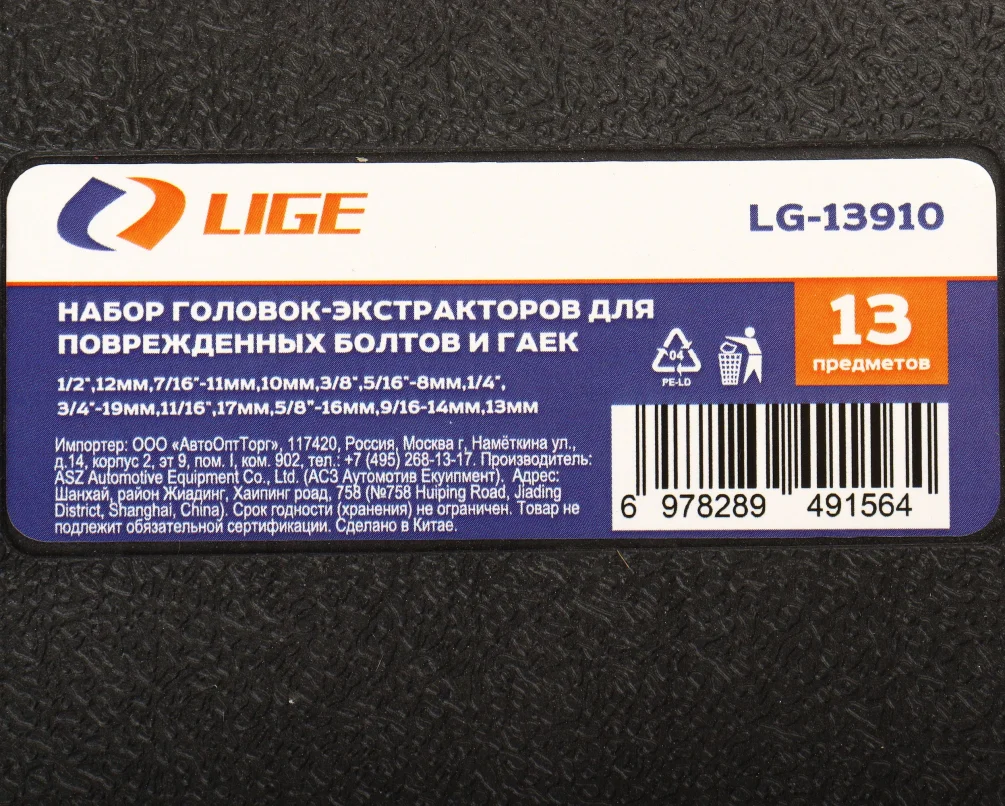 LIGE
LG-13910
НАБОР ГОЛОВОК-ЭКСТРАКТОРОВ ДЛЯ
ПОВРЕЖДЕННЫХ БОЛТОВ И ГАЕК
13
предметов
04
PE-LD
1/2",12мм,7/16"-11мм,10мм,3/8",5/16"-8мм,1/4",
3/4"-19мм,11/16",17мм,5/8"-16мм,9/16-14мм,13мм
Импортер: ООО «АвтоОптТорг», 117420, Россия, Москва г, Намёткина ул.,
д.14, корпус 2, эт 9, пом. I, ком. 902, тел.: +7 (495) 268-13-17. Производитель:
ASZ Automotive Equipment Co., Ltd. (АСЗ Аутомотив Екуипмент). Адрес:
Шанхай, район Жиадинг, Хаипинг роад, 758 (№758 Huiping Road, Jiading
District, Shanghai, China). Срок годности (хранения) не ограничен. Товар не
подлежит обязательной сертификации. Сделано в Китае.
6 978289 491564